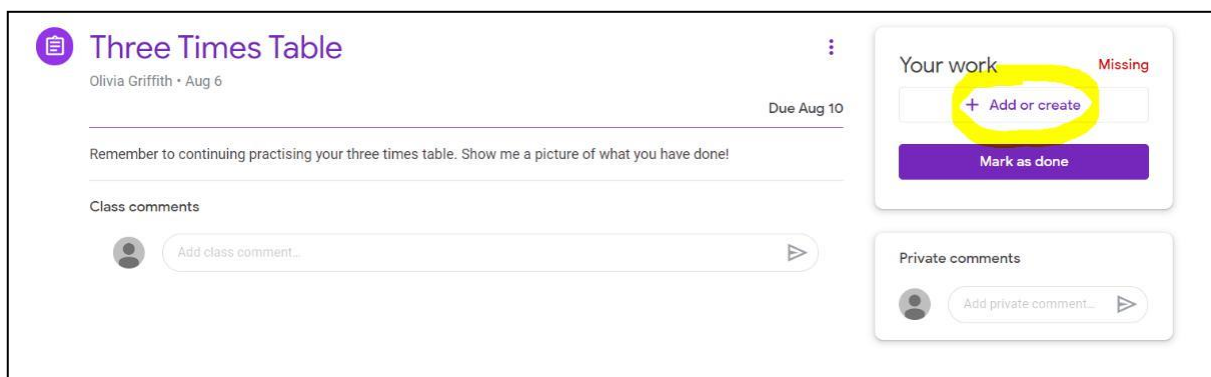 Three Times Table
Olivia Griffith • Aug 6
Due Aug 10
Remember to continuing practising your three times table. Show me a picture of what you have done!
Class comments
Add class comment...
Your work
Missing
+ Add or create
Mark as done
Private comments
Add private comment...